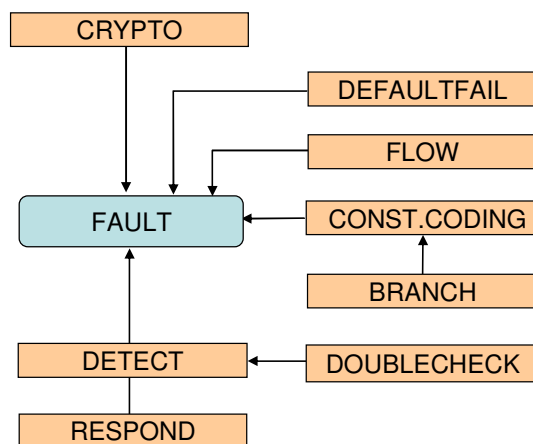 CRYPTO
DEFAULTFAIL
FLOW
FAULT
CONST.CODING
BRANCH
DETECT
DOUBLECHECK
RESPOND